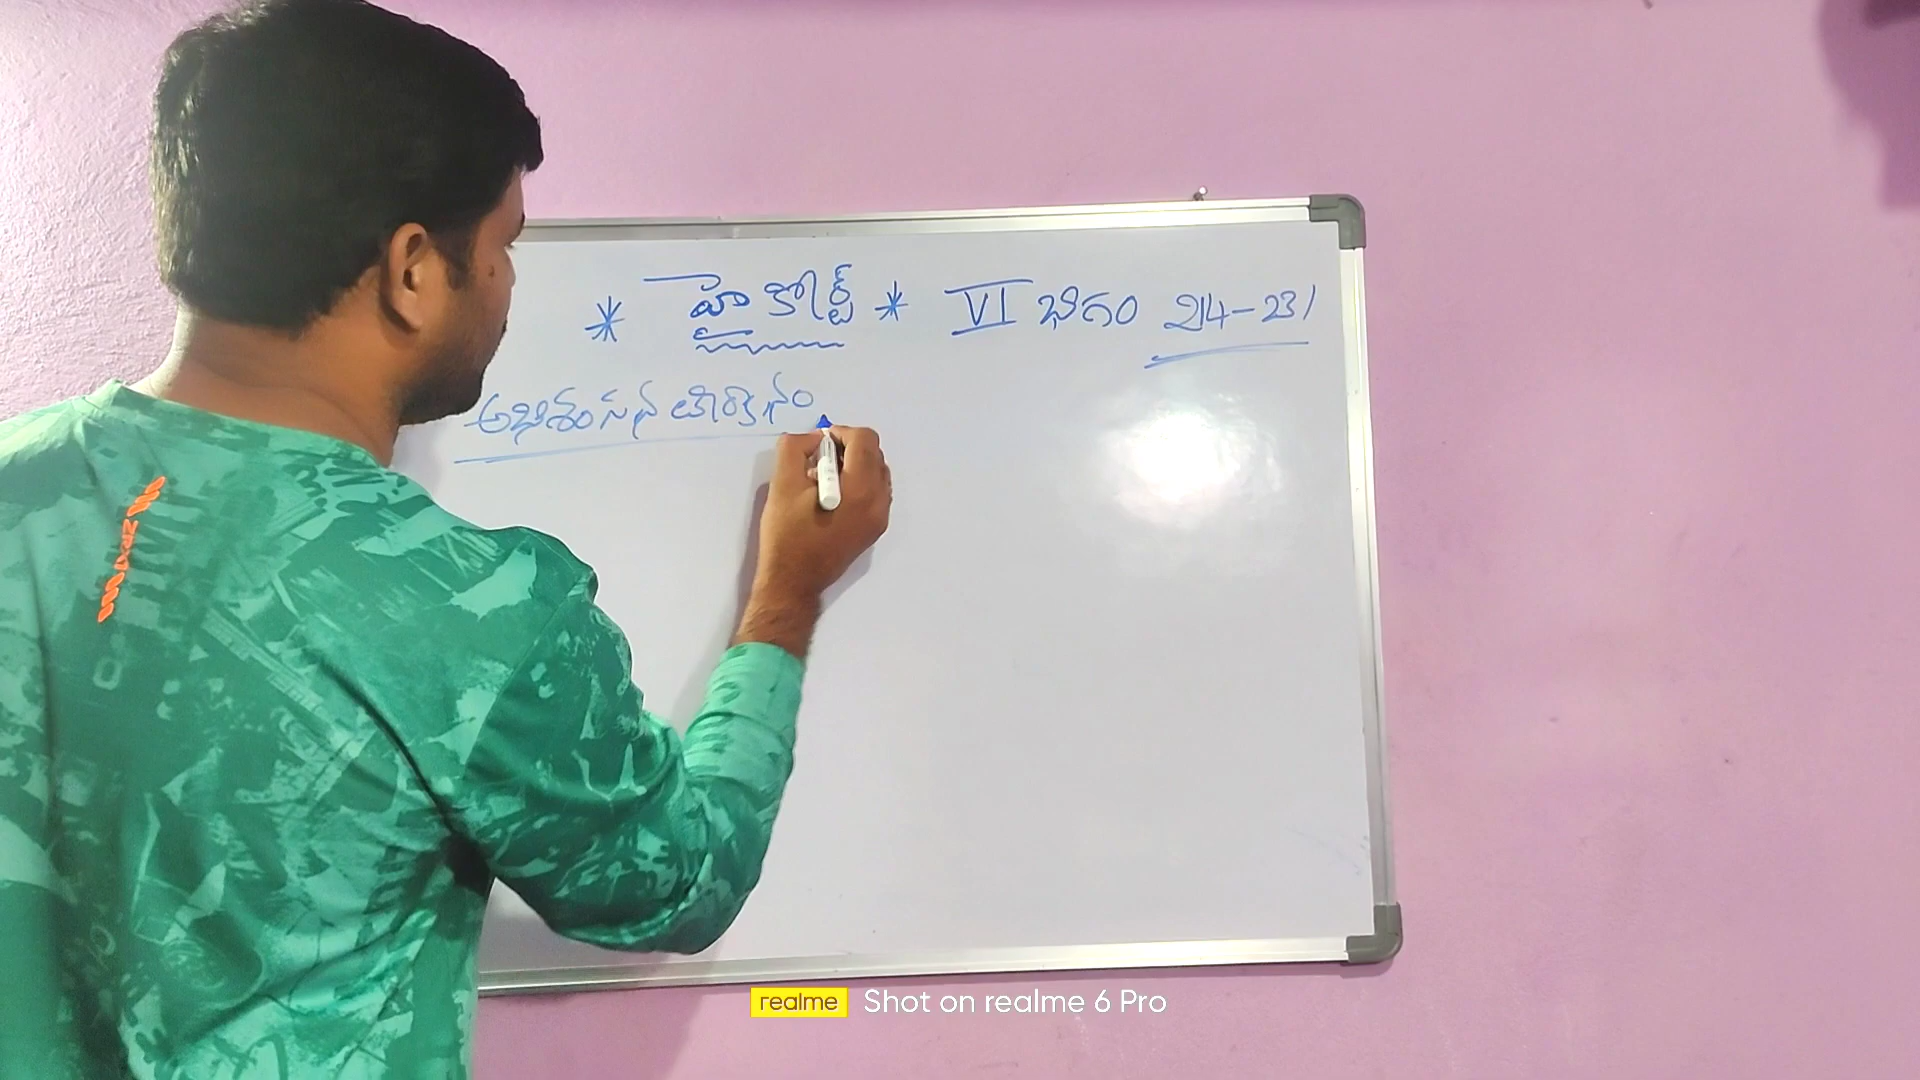 * హైకోర్ట్ * VI భాగం 214-231
అభిశంసన తీర్మానం
realme Shot on realme 6 Pro